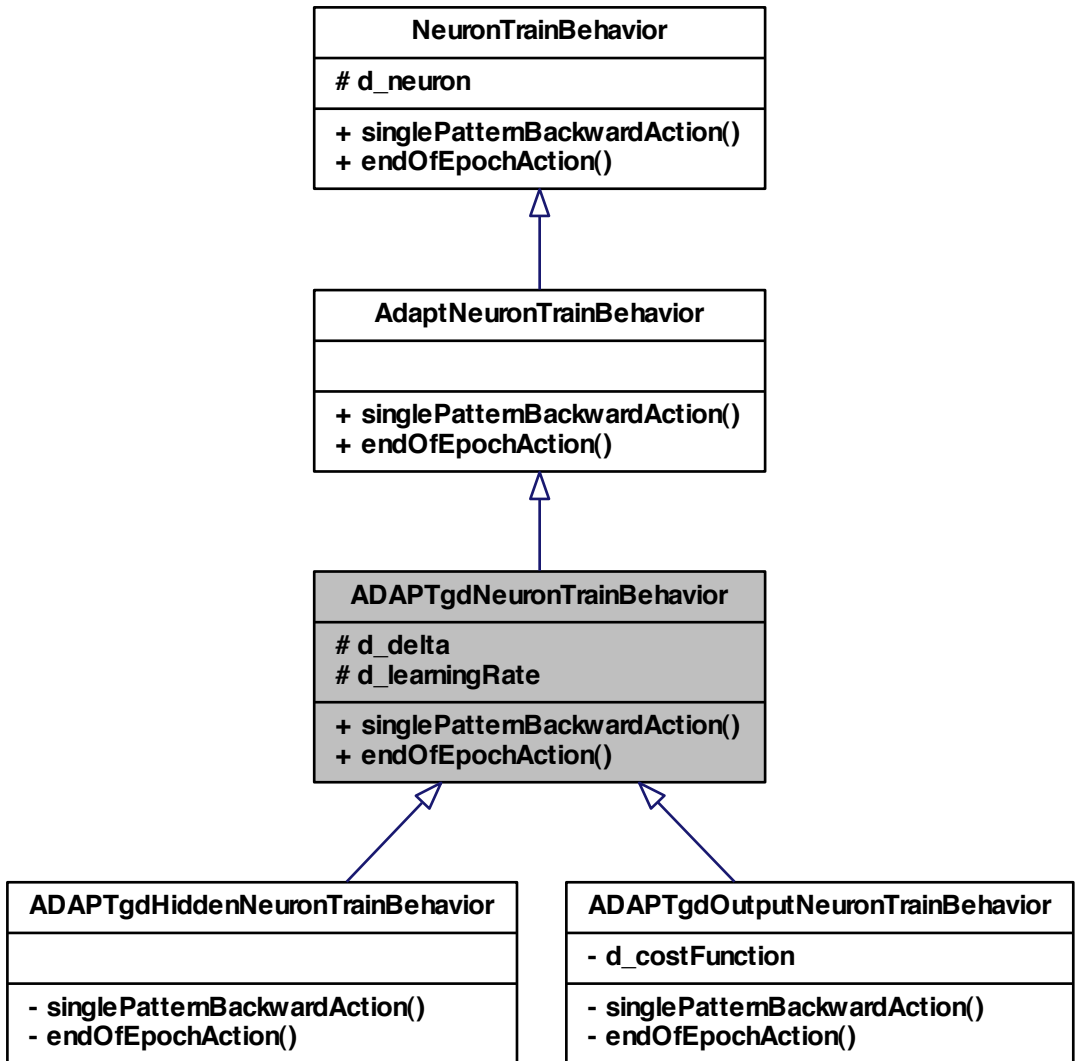 NeuronTrainBehavior
# d_neuron
+ singlePatternBackwardAction()
+ endOfEpochAction()
AdaptNeuronTrainBehavior
+ singlePatternBackwardAction()
+ endOfEpochAction()
ADAPTgdNeuronTrainBehavior
# d_delta
# d_learningRate
+ singlePatternBackwardAction()
+ endOfEpochAction()
ADAPTgdHiddenNeuronTrainBehavior
- singlePatternBackwardAction()
- endOfEpochAction()
ADAPTgdOutputNeuronTrainBehavior
- d_costFunction
- singlePatternBackwardAction()
- endOfEpochAction()